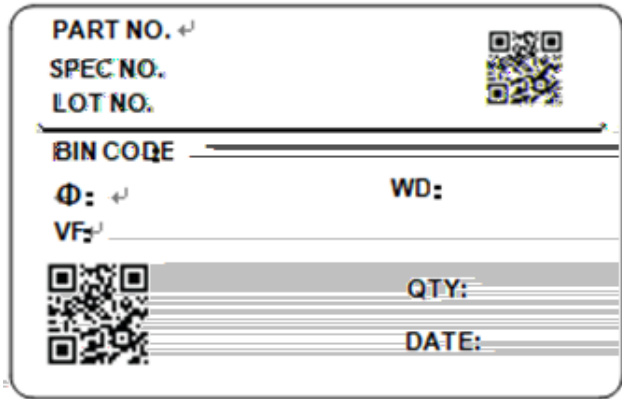 PART NO.
SPEC NO.
LOT NO.
BIN CODE:
Φ:
WD:
VF:
QTY:
DATE: